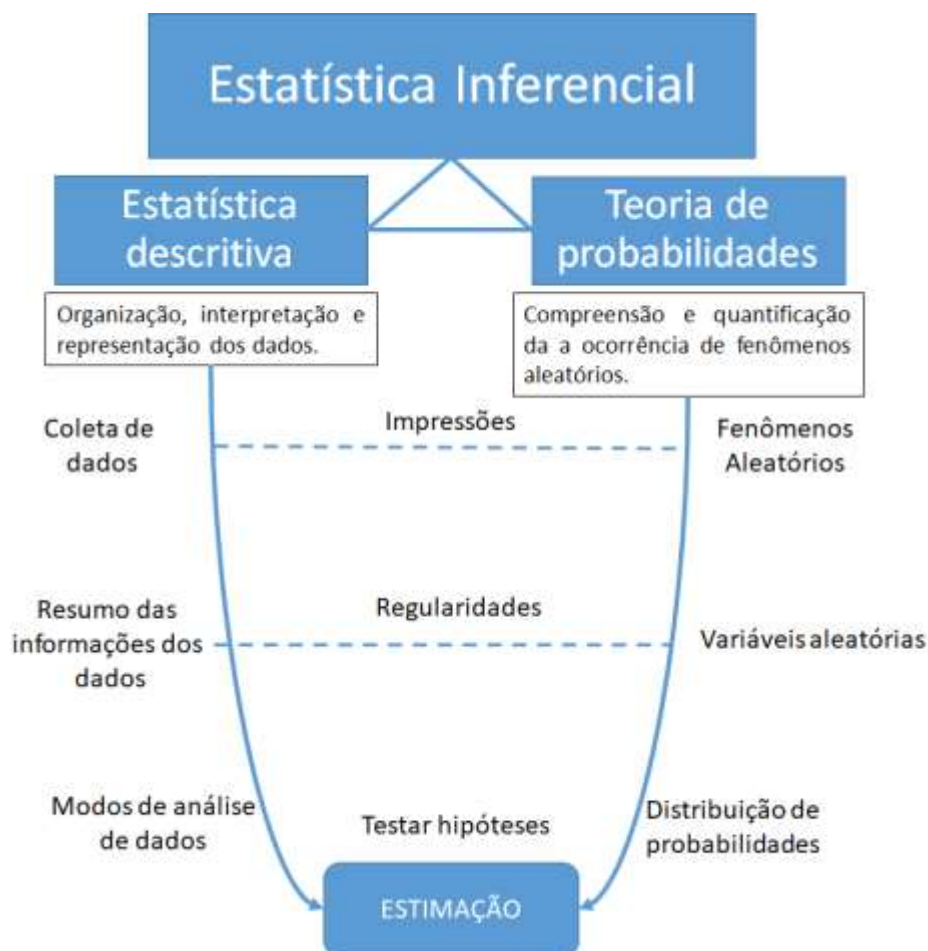 Estatística Inferencial
Estatística
descritiva
Teoria de
probabilidades
Organização, interpretação e
representação dos dados.
Compreensão e quantificação
da a ocorrência de fenômenos
aleatórios.
Coleta de
dados
Impressões
Fenômenos
Aleatórios
Resumo das
informações dos
dados
Regularidades
Variáveis aleatórias
Modos de análise
de dados
Testar hipóteses
Distribuição de
probabilidades
ESTIMAÇÃO